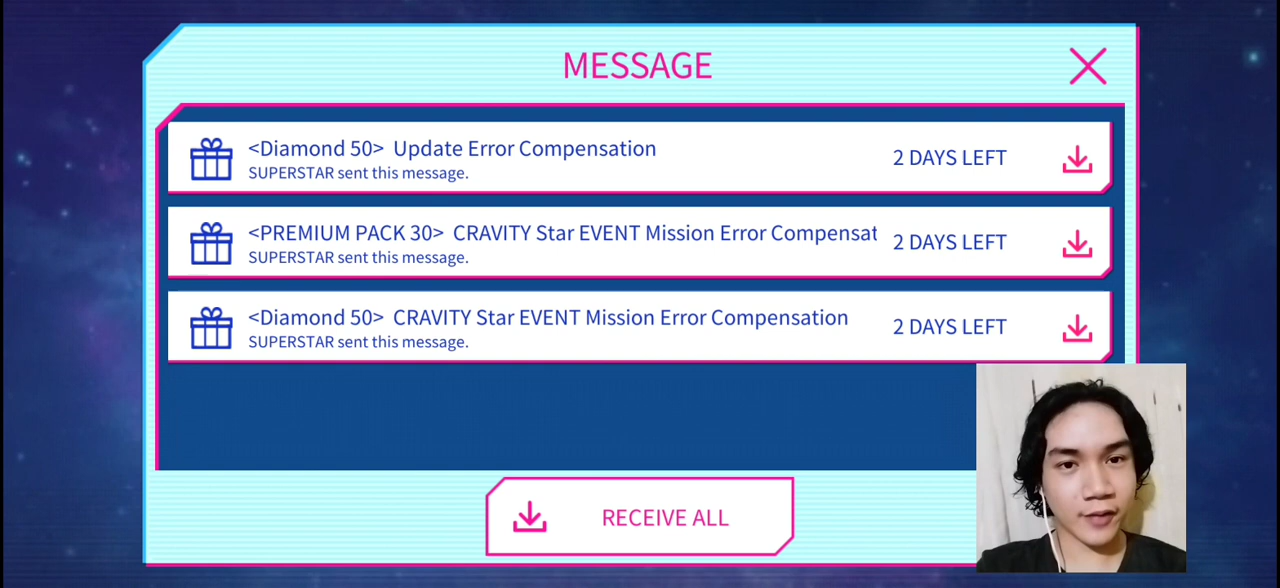 MESSAGE
<Diamond 50> Update Error Compensation
SUPERSTAR sent this message.
2 DAYS LEFT
<PREMIUM PACK 30> CRAVITY Star EVENT Mission Error Compensat
SUPERSTAR sent this message.
2 DAYS LEFT
<Diamond 50> CRAVITY Star EVENT Mission Error Compensation
SUPERSTAR sent this message.
2 DAYS LEFT
RECEIVE ALL